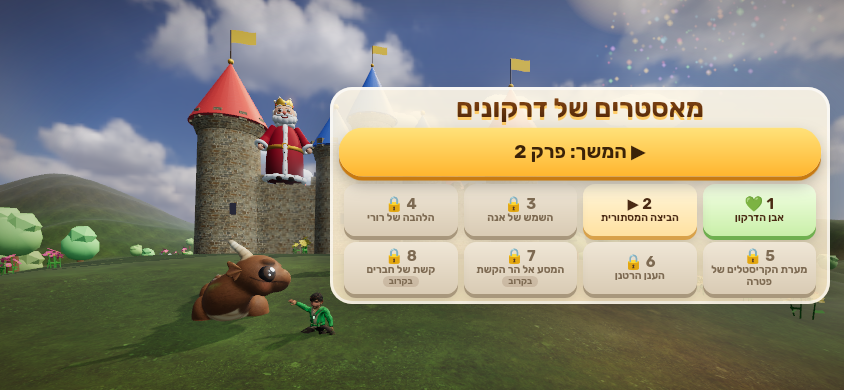 מאסטרים של דרקונים
▶ המשך: פרק 2
1 💚
אבן הדרקון
2 ▶
הביצה המסתורית
3 🔒
השמש של אנה
4 🔒
הלהבה של רורי
🔒 5
מערת הקריסטלים של
פטרה
6 🔒
הענן הרטנן
7 🔒
המסע אל הר הקשת
בקרוב
8 🔒
קשת של חברים
בקרוב